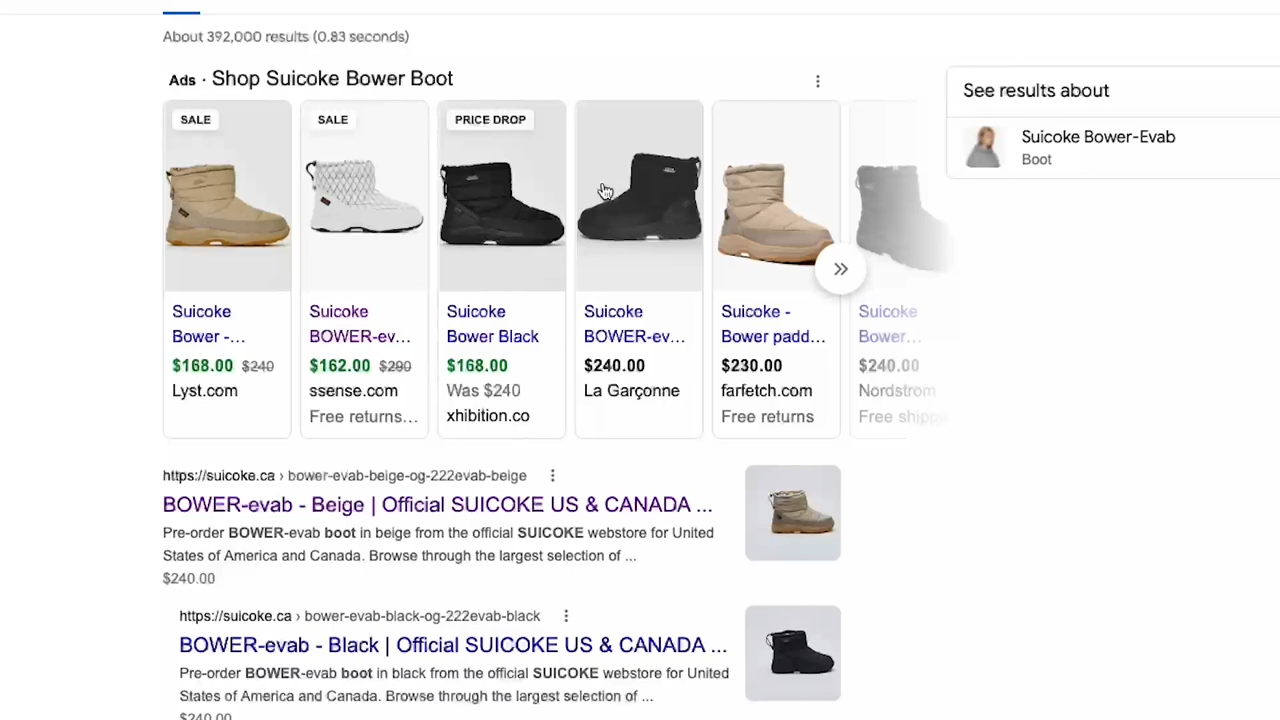 About 392,000 results (0.83 seconds)
Ads · Shop Suicoke Bower Boot
See results about
Suicoke Bower-Evab
Boot
SALE
Suicoke
Bower -...
$168.00 $240
Lyst.com
SALE
Suicoke
BOWER-ev...
$162.00 $290
ssense.com
Free returns...
PRICE DROP
Suicoke
Bower Black
$168.00
Was $240
xhibition.co
Suicoke
BOWER-ev...
$240.00
La Garçonne
Suicoke -
Bower padd...
$230.00
farfetch.com
Free returns
Suicoke
Bower...
$240.00
Nordstrom
Free shipp
https://suicoke.ca › bower-evab-beige-og-222evab-beige
BOWER-evab - Beige | Official SUICOKE US & CANADA ...
Pre-order BOWER-evab boot in beige from the official SUICOKE webstore for United
States of America and Canada. Browse through the largest selection of ...
$240.00
https://suicoke.ca › bower-evab-black-og-222evab-black
BOWER-evab - Black | Official SUICOKE US & CANADA ...
Pre-order BOWER-evab boot in black from the official SUICOKE webstore for United
States of America and Canada. Browse through the largest selection of ...
$240.00